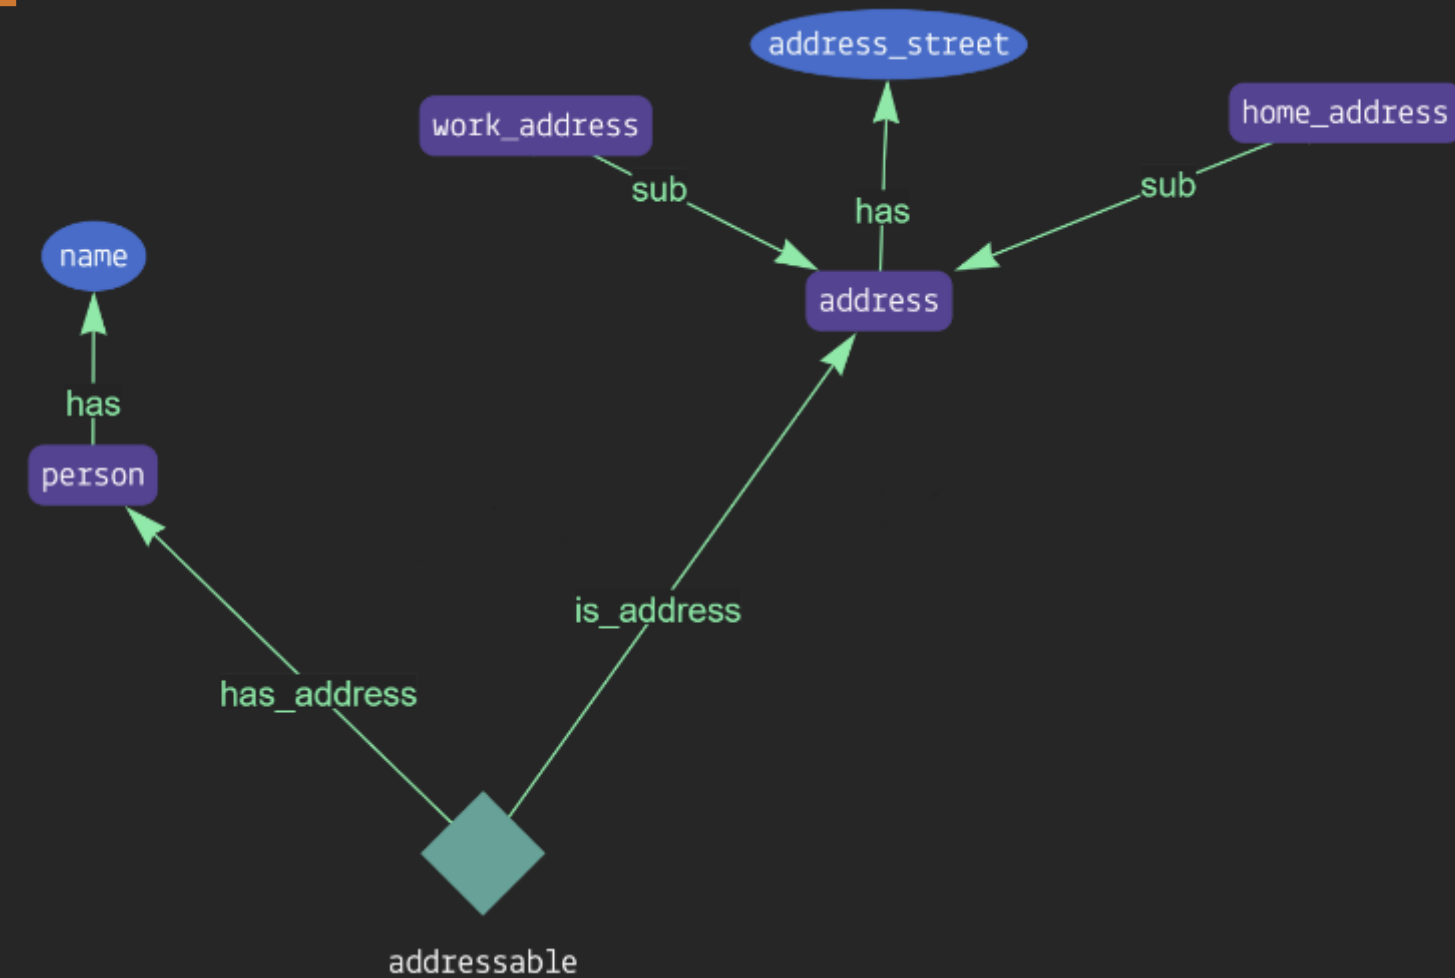 address_street
work_address
home_address
sub
sub
has
name
address
has
person
is_address
has_address
addressable